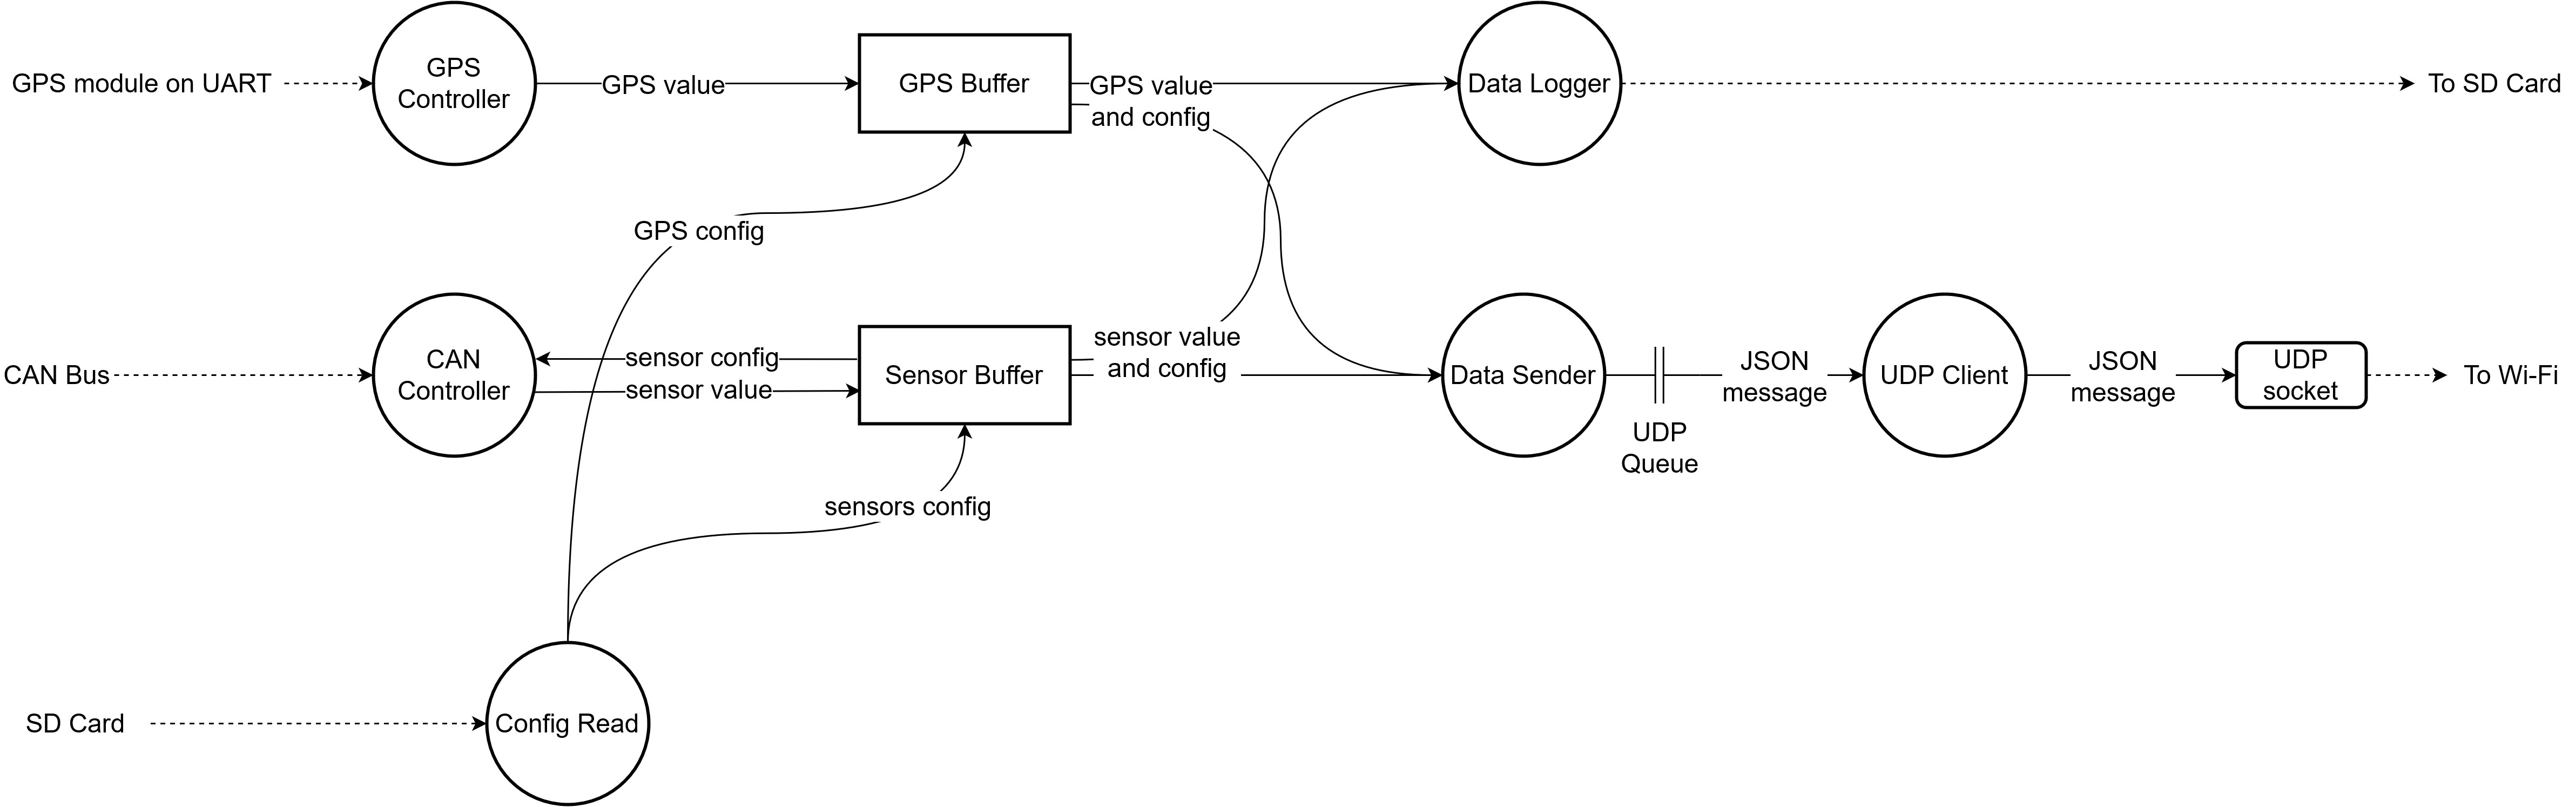 GPS module on UART
GPS
Controller
GPS value
GPS Buffer
GPS value
and config
Data Logger
To SD Card
GPS config
CAN Bus
CAN
Controller
sensor config
sensor value
Sensor Buffer
sensor value
and config
Data Sender
UDP
Queue
JSON
message
UDP Client
JSON
message
UDP
socket
To Wi-Fi
sensors config
SD Card
Config Read